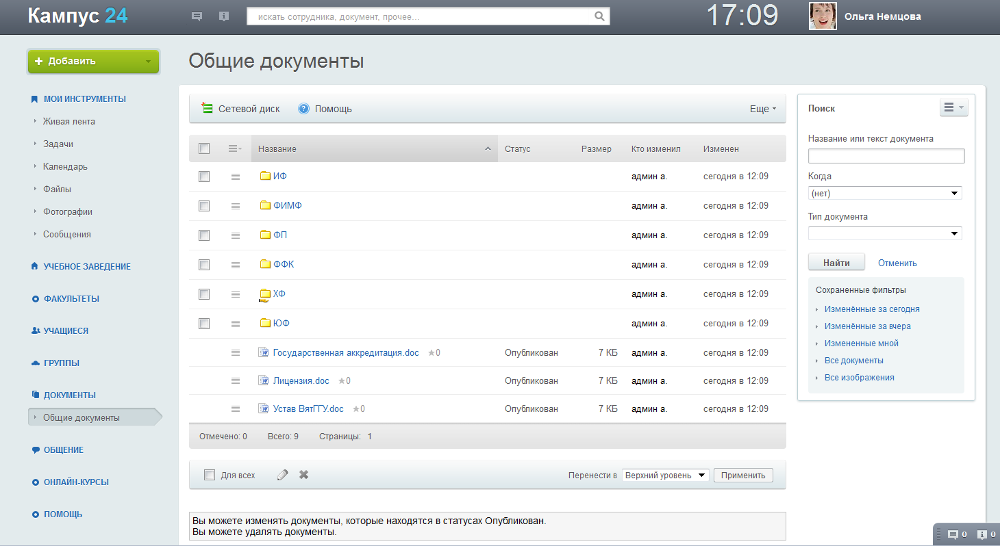 Кампус 24
искать сотрудника, документ, прочее...
17:09
Ольга Немцова
Добавить
МОИ ИНСТРУМЕНТЫ
Живая лента
Задачи
Календарь
Файлы
Фотографии
Сообщения
УЧЕБНОЕ ЗАВЕДЕНИЕ
ФАКУЛЬТЕТЫ
УЧАЩИЕСЯ
ГРУППЫ
ДОКУМЕНТЫ
Общие документы
ОБЩЕНИЕ
ОНЛАЙН-КУРСЫ
ПОМОЩЬ
Общие документы
Сетевой диск Помощь Еще
Название Статус Размер Кто изменил Изменен
ИФ админ а. сегодня в 12:09
ФИМФ админ а. сегодня в 12:09
ФП админ а. сегодня в 12:09
ФФК админ а. сегодня в 12:09
ХФ админ а. сегодня в 12:09
ЮФ админ а. сегодня в 12:09
Государственная аккредитация.doc ★0 Опубликован 7 КБ админ а. сегодня в 12:09
Лицензия.doc ★0 Опубликован 7 КБ админ а. сегодня в 12:09
Устав ВятГГУ.doc ★0 Опубликован 7 КБ админ а. сегодня в 12:09
Отмечено: 0 Всего: 9 Страницы: 1
Для всех Перенести в Верхний уровень Применить
Вы можете изменять документы, которые находятся в статусах Опубликован.
Вы можете удалять документы.
Поиск
Название или текст документа
Когда
(нет)
Тип документа
Найти Отменить
Сохраненные фильтры
Изменённые за сегодня
Изменённые за вчера
Измененные мной
Все документы
Все изображения
0 0